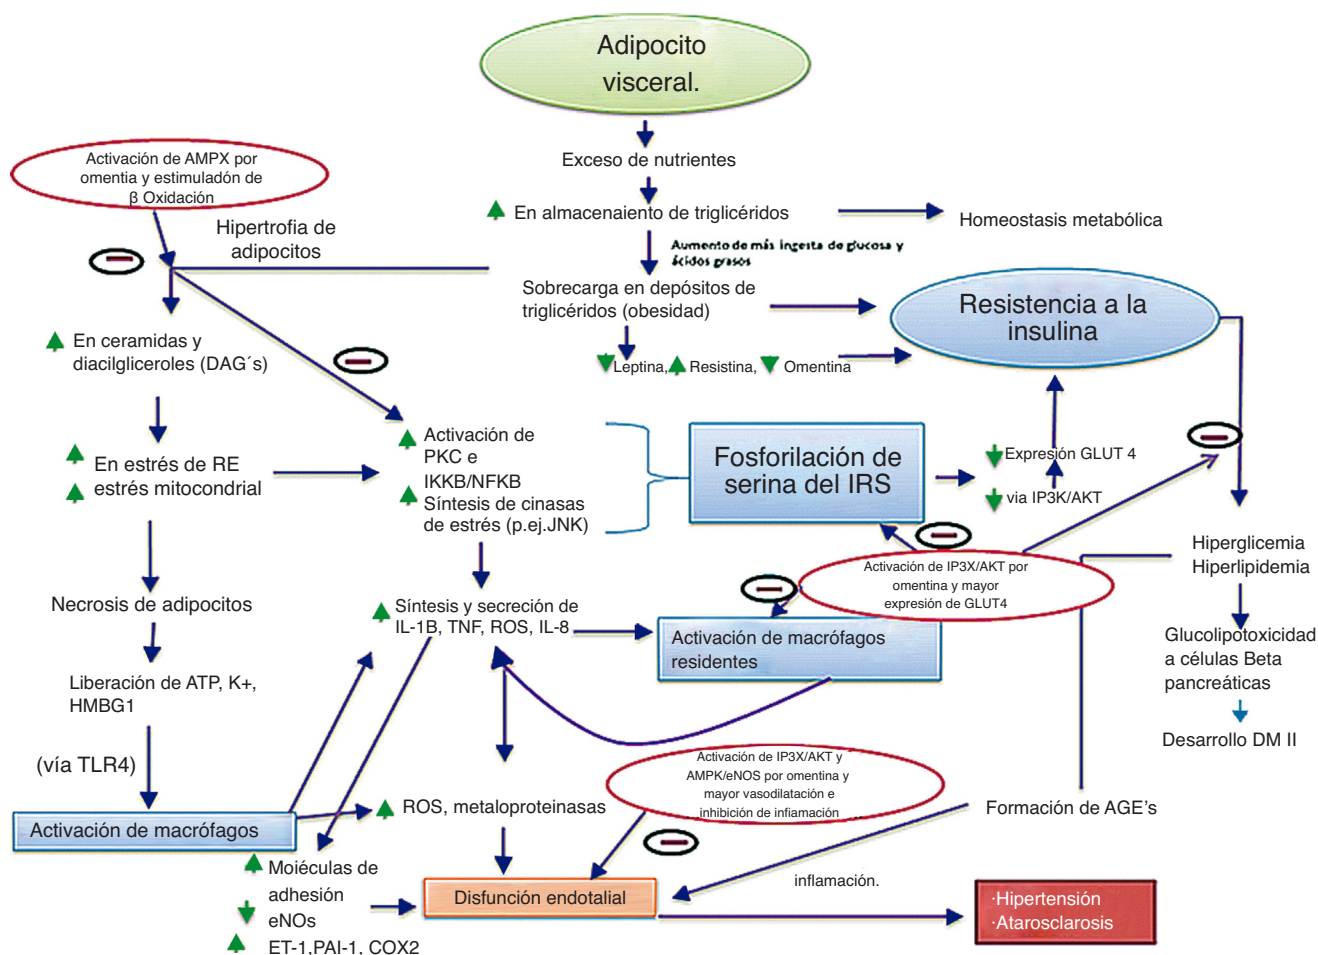 Adipocito
visceral.
Exceso de nutrientes
Activación de AMPX por
omentia y estimuladón de
β Oxidación
En almacenaiento de triglicéridos
Homeostasis metabólica
Hipertrofia de
adipocitos
Aumento de más ingesta de glucosa y
ácidos grasos
Sobrecarga en depósitos de
triglicéridos (obesidad)
Resistencia a la
insulina
En ceramidas y
diacilgliceroles (DAG´s)
Leptina, Resistina, Omentina
Activación de
PKC e
IKKB/NFKB
Síntesis de cinasas
de estrés (p.ej.JNK)
Fosforilación de
serina del IRS
Expresión GLUT 4
via IP3K/AKT
En estrés de RE
estrés mitocondrial
Hiperglicemia
Hiperlipidemia
Activación de IP3X/AKT por
omentina y mayor
expresión de GLUT4
Necrosis de adipocitos
Síntesis y secreción de
IL-1B, TNF, ROS, IL-8
Activación de macrófagos
residentes
Glucolipotoxicidad
a células Beta
pancreáticas
Liberación de ATP, K+,
HMBG1
Desarrollo DM II
(vía TLR4)
Activación de IP3X/AKT y
AMPK/eNOS por omentina y
mayor vasodilatación e
inhibición de infiamación
ROS, metaloproteinasas
Formación de AGE's
Activación de macrófagos
Moiéculas de
adhesión
eNOs
ET-1,PAI-1, COX2
Disfunción endotalial
inflamación.
·Hipertensión
·Atarosclarosis